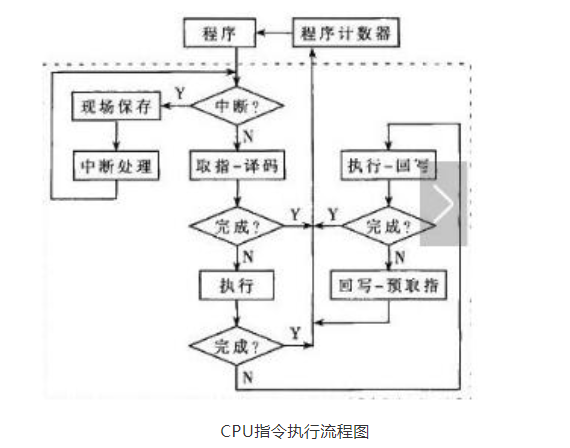 程序
程序计数器
中断?
Y
现场保存
N
中断处理
取指-译码
执行-回写
完成?
Y
Y
完成?
N
N
执行
回写-预取指
完成?
Y
N
CPU指令执行流程图